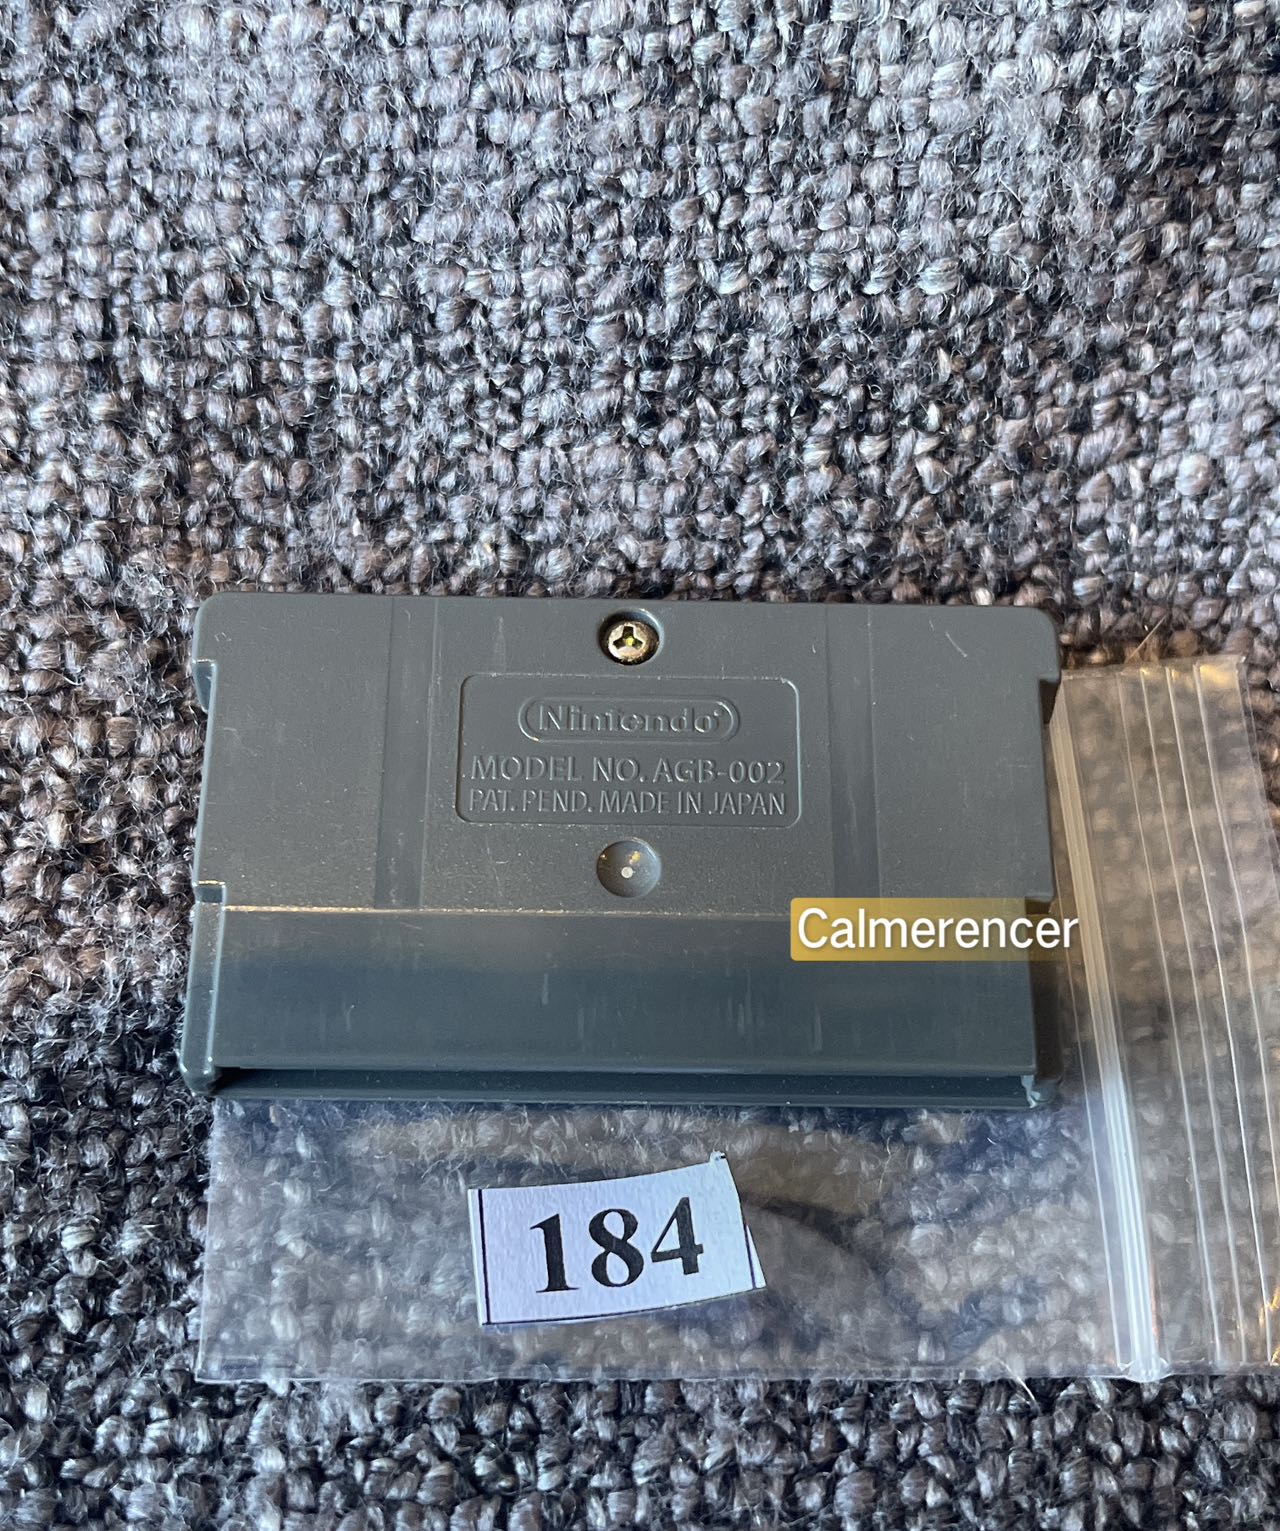 Nintendo
MODEL NO. AGB-002
PAT. PEND. MADE IN JAPAN
Calmerencer
184